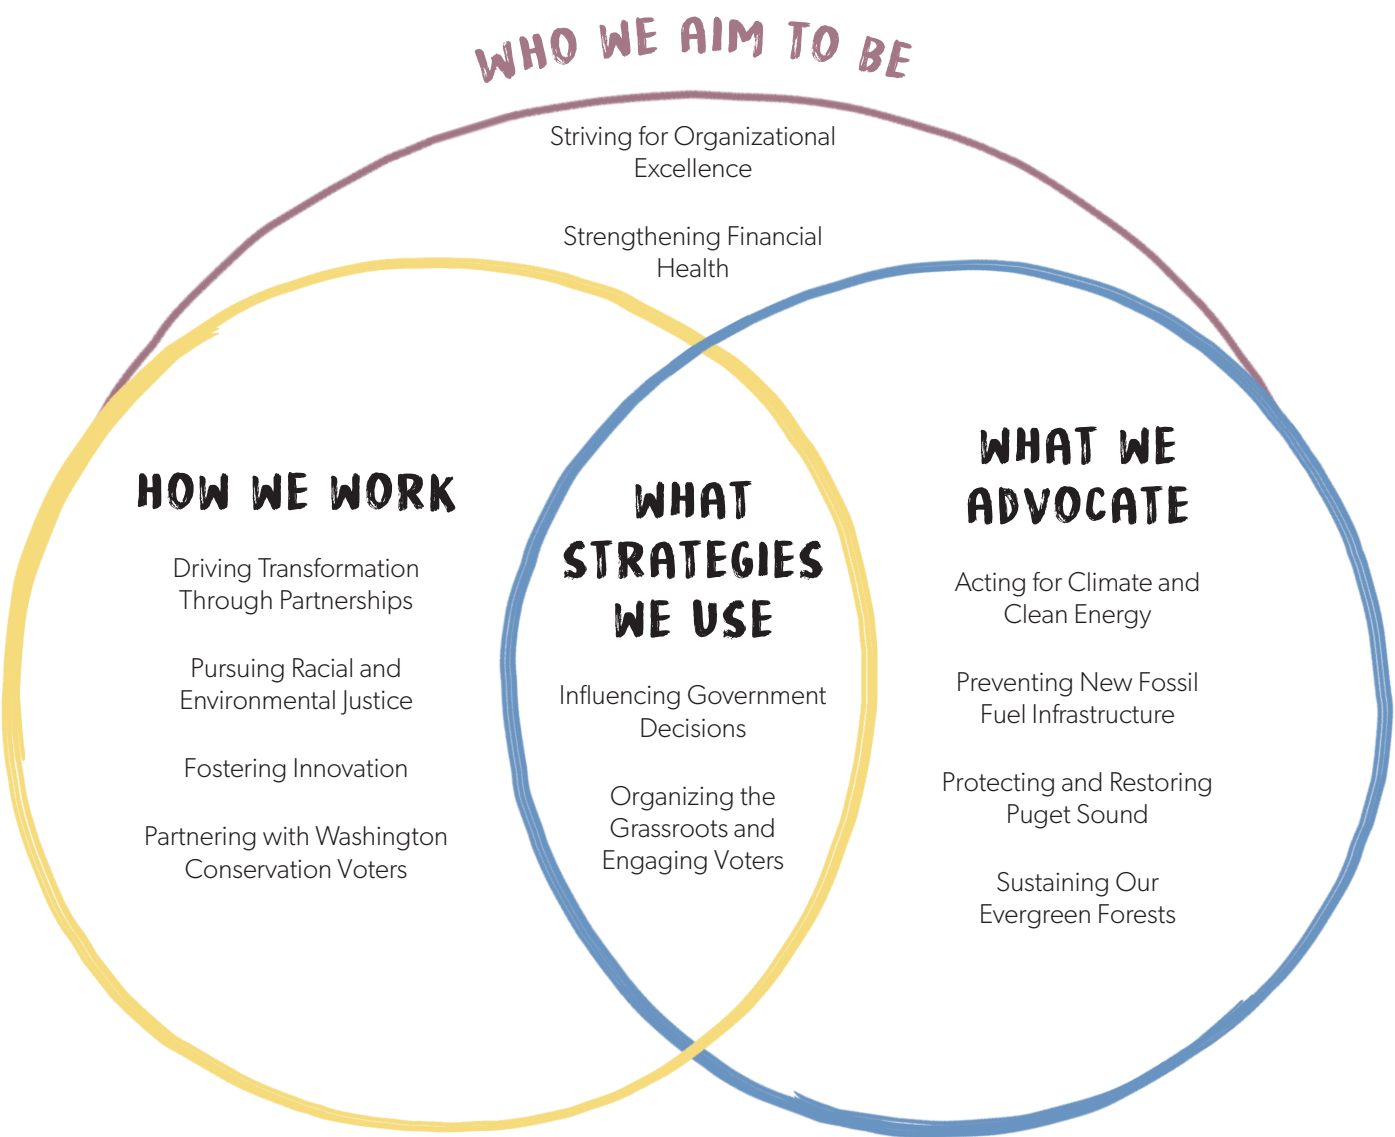 WHO WE AIM TO BE
Striving for Organizational
Excellence
Strengthening Financial
Health
HOW WE WORK
Driving Transformation
Through Partnerships
Pursuing Racial and
Environmental Justice
Fostering Innovation
Partnering with Washington
Conservation Voters
WHAT
STRATEGIES
WE USE
Influencing Government
Decisions
Organizing the
Grassroots and
Engaging Voters
WHAT WE
ADVOCATE
Acting for Climate and
Clean Energy
Preventing New Fossil
Fuel Infrastructure
Protecting and Restoring
Puget Sound
Sustaining Our
Evergreen Forests